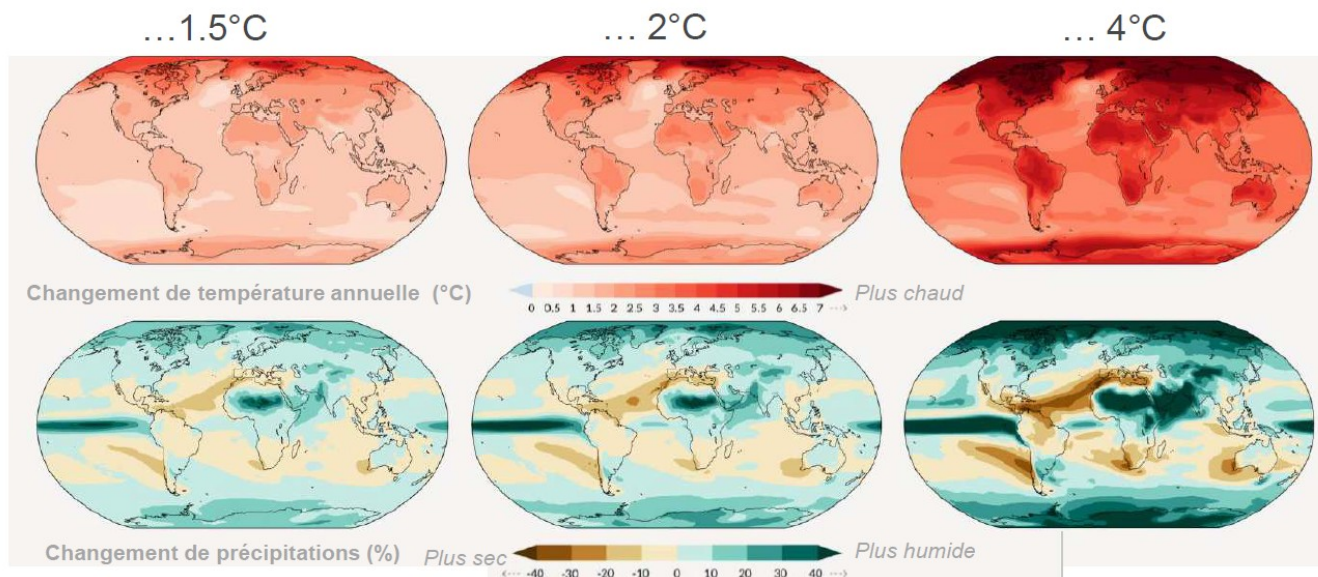 …1.5°C
… 2°C
… 4°C
Changement de température annuelle (°C)
0 0.5 1 1.5 2 2.5 3 3.5 4 4.5 5 5.5 6 6.5 7
Plus chaud
Changement de précipitations (%)
Plus sec
-40 -30 -20 -10 0 10 20 30 40
Plus humide